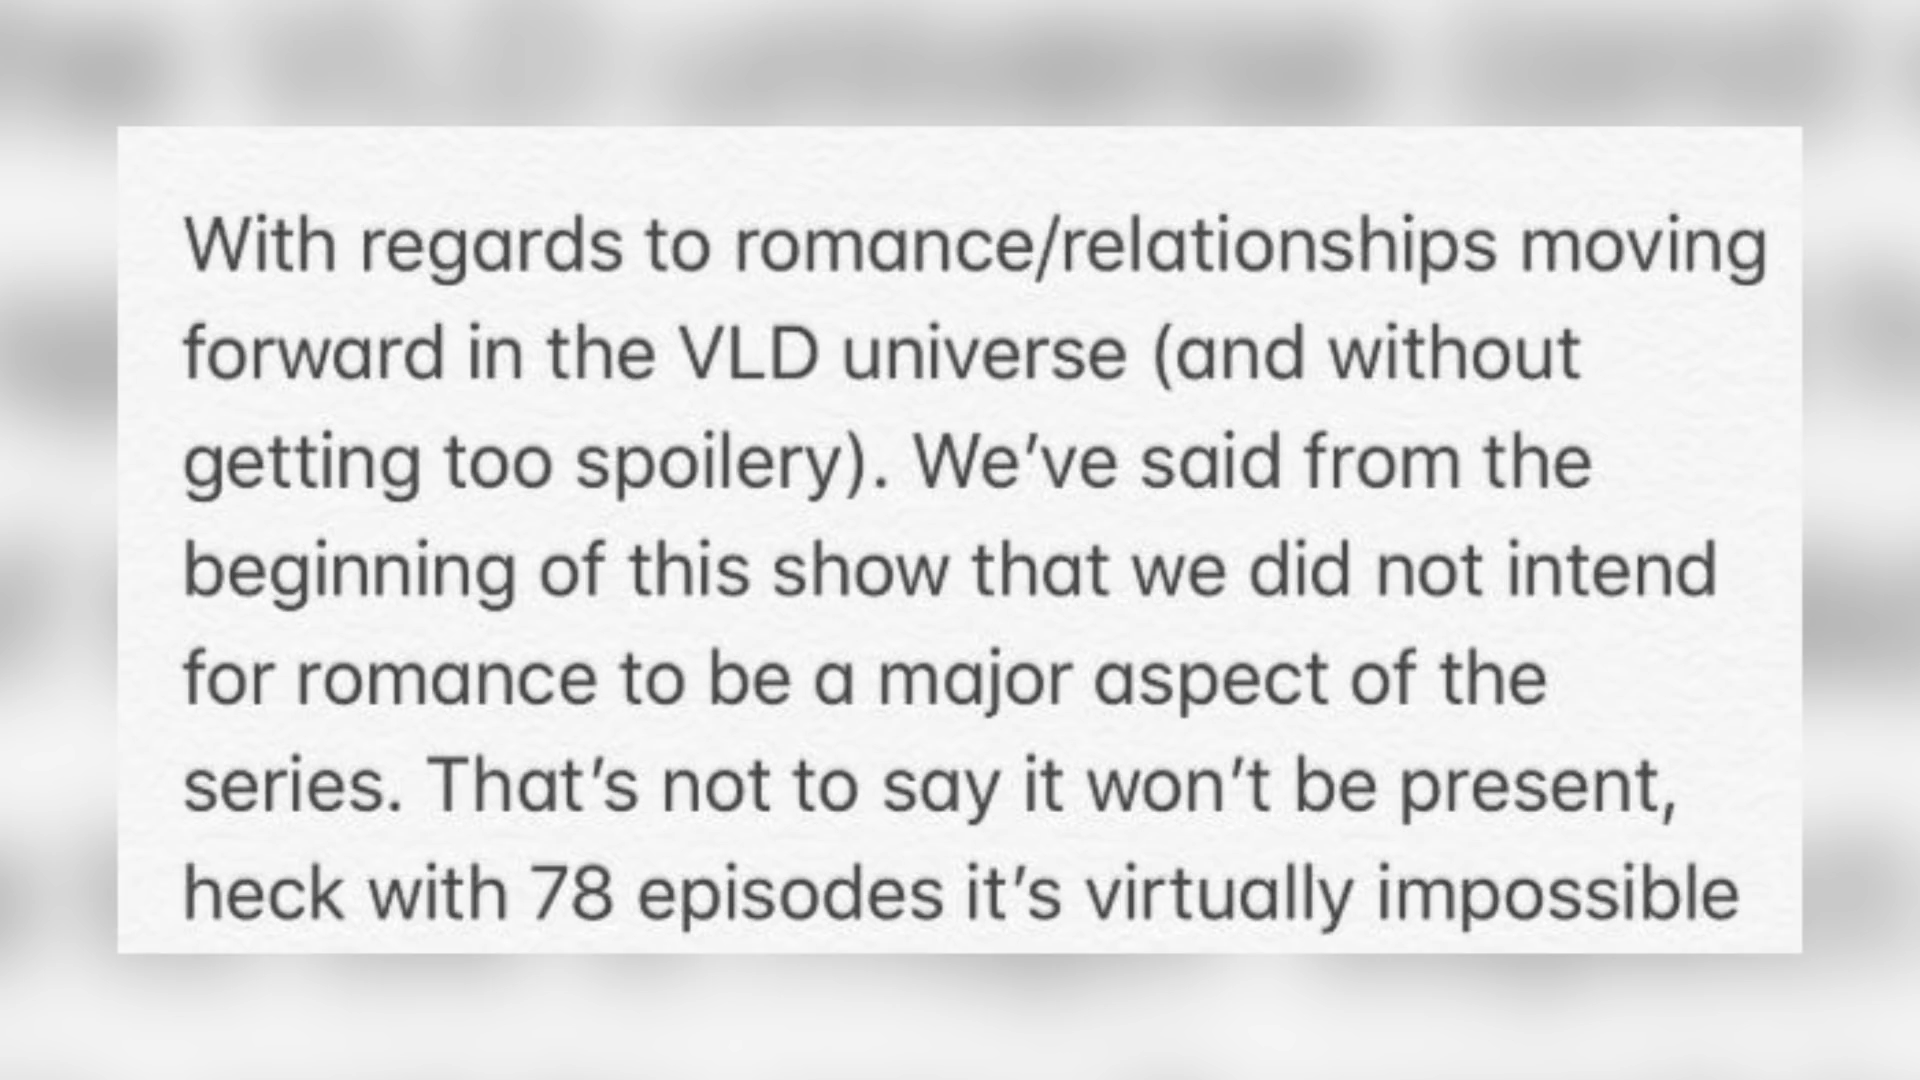 With regards to romance/relationships moving
forward in the VLD universe (and without
getting too spoilery). We’ve said from the
beginning of this show that we did not intend
for romance to be a major aspect of the
series. That’s not to say it won’t be present,
heck with 78 episodes it’s virtually impossible